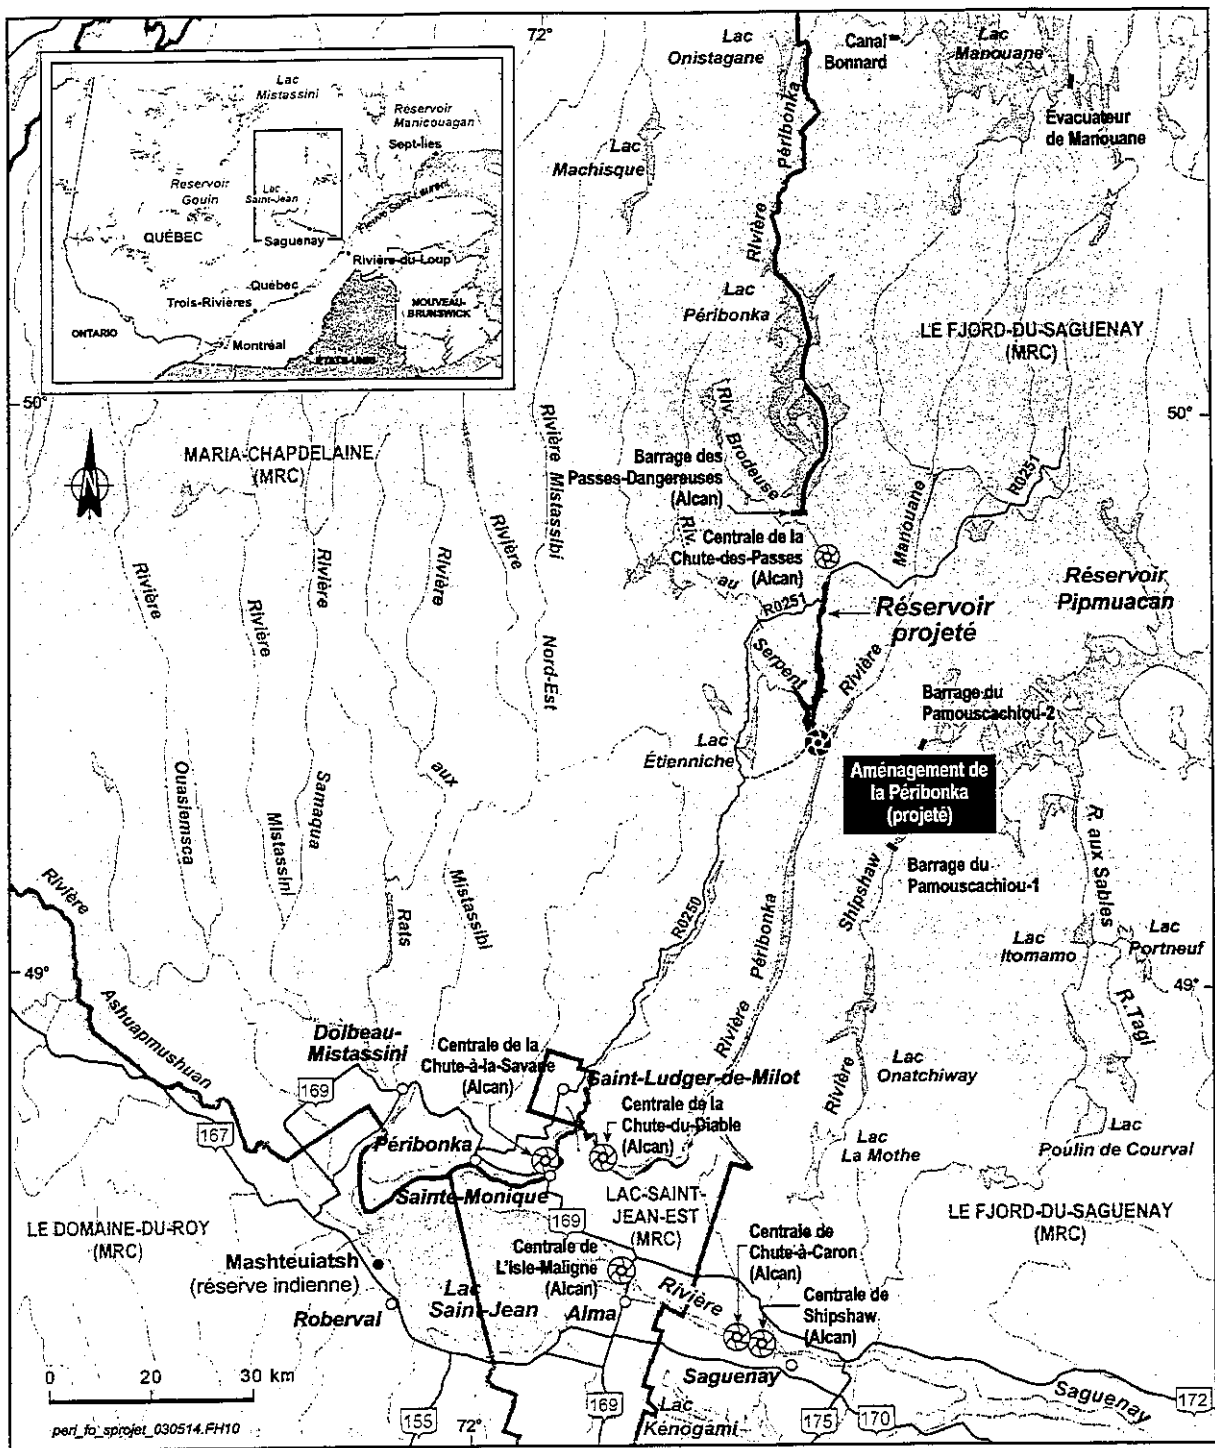 72°
Lac
Onistagane
Canal
Bonnard
Lac
Manouane
Évacuateur
de Manouane
Péribonka
Rivière
Lac
Machisque
Lac
Mistassini
Réservoir
Manicouagan
Sept-Iles
Reservoir
Gouin
Lac
Saint-Jean
Fleuve Saint-Laurent
QUÉBEC
Saguenay
Rivière-du-Loup
Québec
Trois-Rivières
NOUVEAU-
BRUNSWICK
ONTARIO
Montréal
ÉTATS-UNIS
Lac
Péribonka
LE FJORD-DU-SAGUENAY
(MRC)
50°
50°
N
MARIA-CHAPDELAINE
(MRC)
Rivière Mistassibi
Nord-Est
Riv. Brodeuse
Barrage des
Passes-Dangereuses
(Alcan)
Centrale de la
Chute-des-Passes
(Alcan)
Manouane
Rivière
R0251
Riv.
au
Serpent
R0251
Réservoir
projeté
Réservoir
Pipmuacan
Rivière
Ouasiemsca
Rivière
Mistassini
Rivière
Samaqua
Rivière
aux
Rats
Rivière
Mistassibi
Lac
Étienniche
Barrage du
Pamouscachiou-2
Aménagement de
la Péribonka
(projeté)
Barrage du
Pamouscachiou-1
R. aux Sables
Shipshaw
Rivière
R0250
Péribonka
Rivière
Lac
Itomamo
Lac
Portneuf
R. Tagi
49°
49°
Rivière
Ashuapmushuan
Dolbeau-
Mistassini
Centrale de la
Chute-à-la-Savane
(Alcan)
Saint-Ludger-de-Milot
Centrale de la
Chute-du-Diable
(Alcan)
Lac
Onatchiway
Lac
La Mothe
Lac
Poulin de Courval
169
167
Péribonka
Sainte-Monique
169
LAC-SAINT-
JEAN-EST
(MRC)
LE DOMAINE-DU-ROY
(MRC)
LE FJORD-DU-SAGUENAY
(MRC)
Mashteuiatsh
(réserve indienne)
Roberval
Lac
Saint-Jean
Centrale de
L'Isle-Maligne
(Alcan)
Alma
Centrale de
Chute-à-Caron
(Alcan)
Centrale de
Shipshaw
(Alcan)
Rivière
Saguenay
Saguenay
Lac
Kénogami
0 20 30 km
peri_fo_sprojet_030514.FH10
155
72°
169
175
170
172